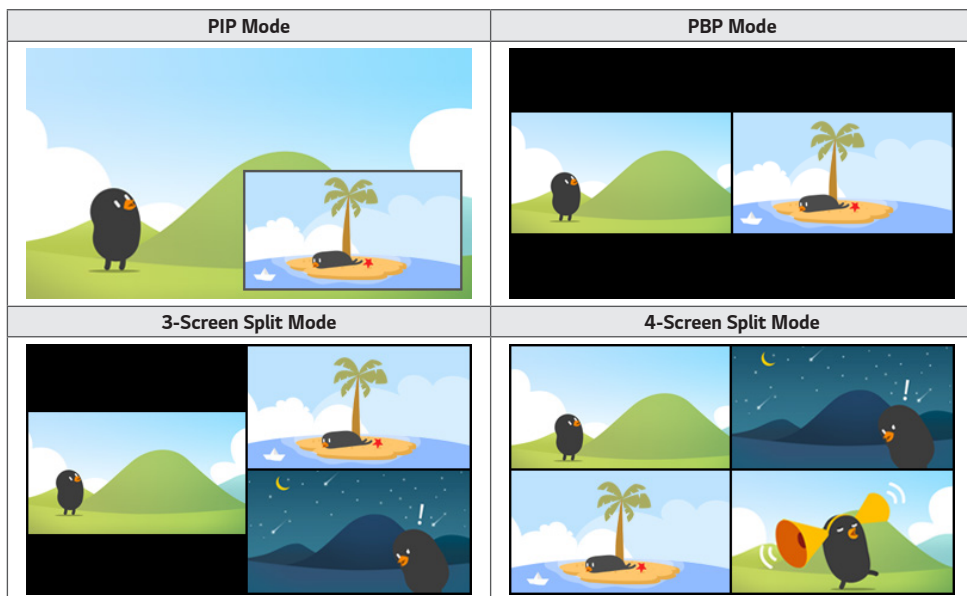 PIP Mode
PBP Mode
3-Screen Split Mode
4-Screen Split Mode